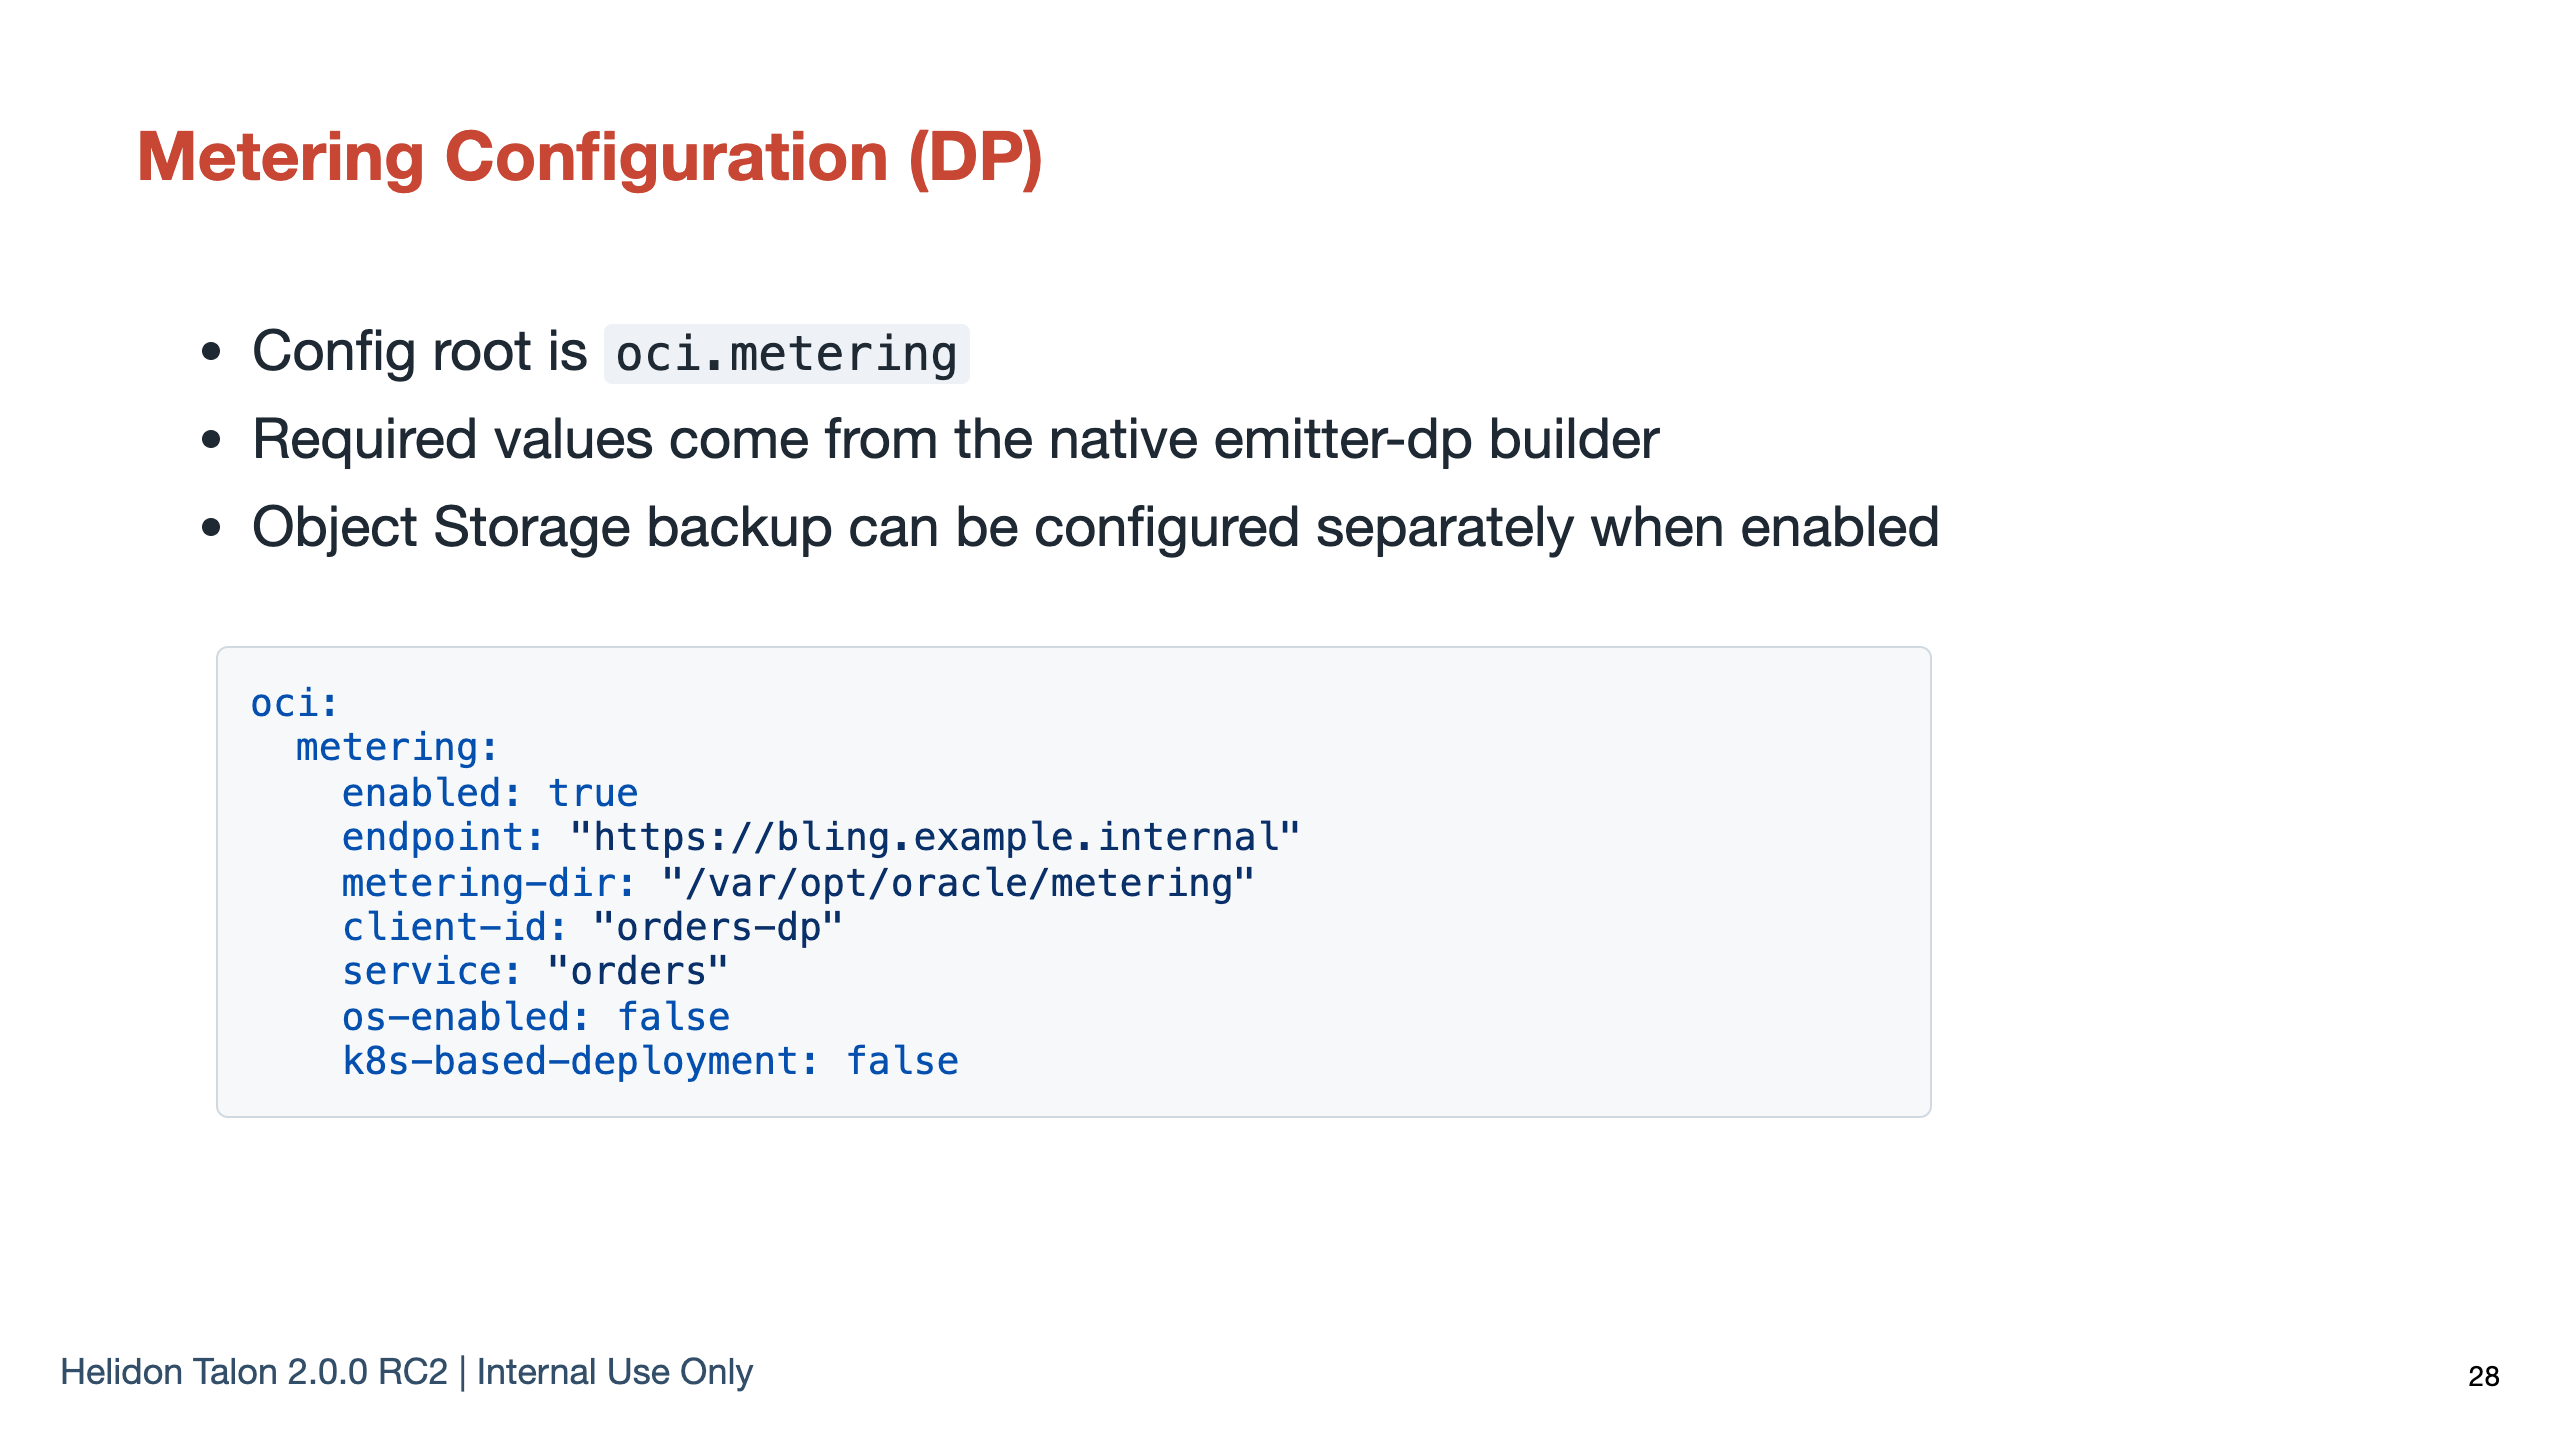 Metering Configuration (DP)
• Config root is oci.metering
• Required values come from the native emitter-dp builder
• Object Storage backup can be configured separately when enabled
oci:
  metering:
    enabled: true
    endpoint: "https://bling.example.internal"
    metering-dir: "/var/opt/oracle/metering"
    client-id: "orders-dp"
    service: "orders"
    os-enabled: false
    k8s-based-deployment: false
Helidon Talon 2.0.0 RC2 | Internal Use Only
28